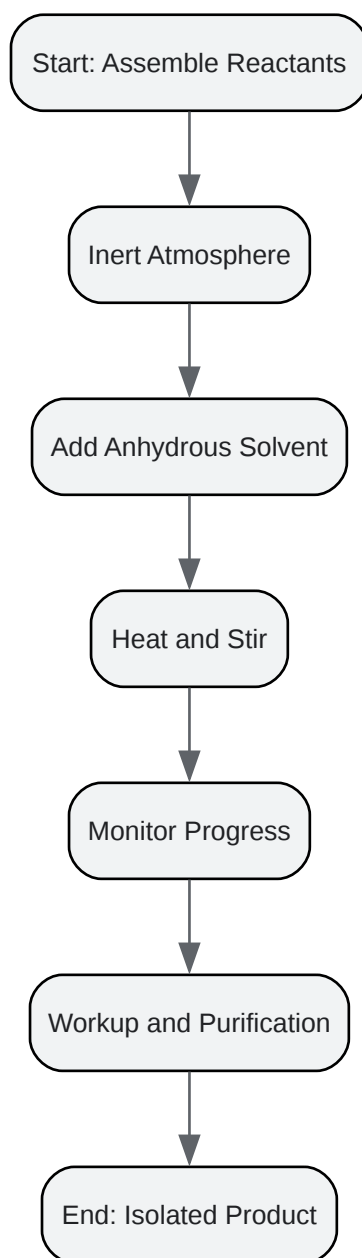 Start: Assemble Reactants
Inert Atmosphere
Add Anhydrous Solvent
Heat and Stir
Monitor Progress
Workup and Purification
End: Isolated Product